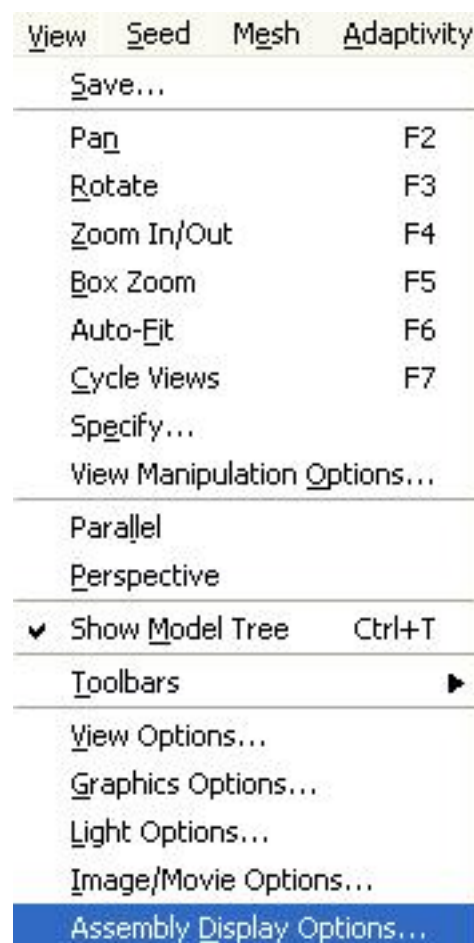 View Seed Mesh Adaptivity
Save...
Pan F2
Rotate F3
Zoom In/Out F4
Box Zoom F5
Auto-Fit F6
Cycle Views F7
Specify...
View Manipulation Options...
Parallel
Perspective
Show Model Tree Ctrl+T
Toolbars
View Options...
Graphics Options...
Light Options...
Image/Movie Options...
Assembly Display Options...